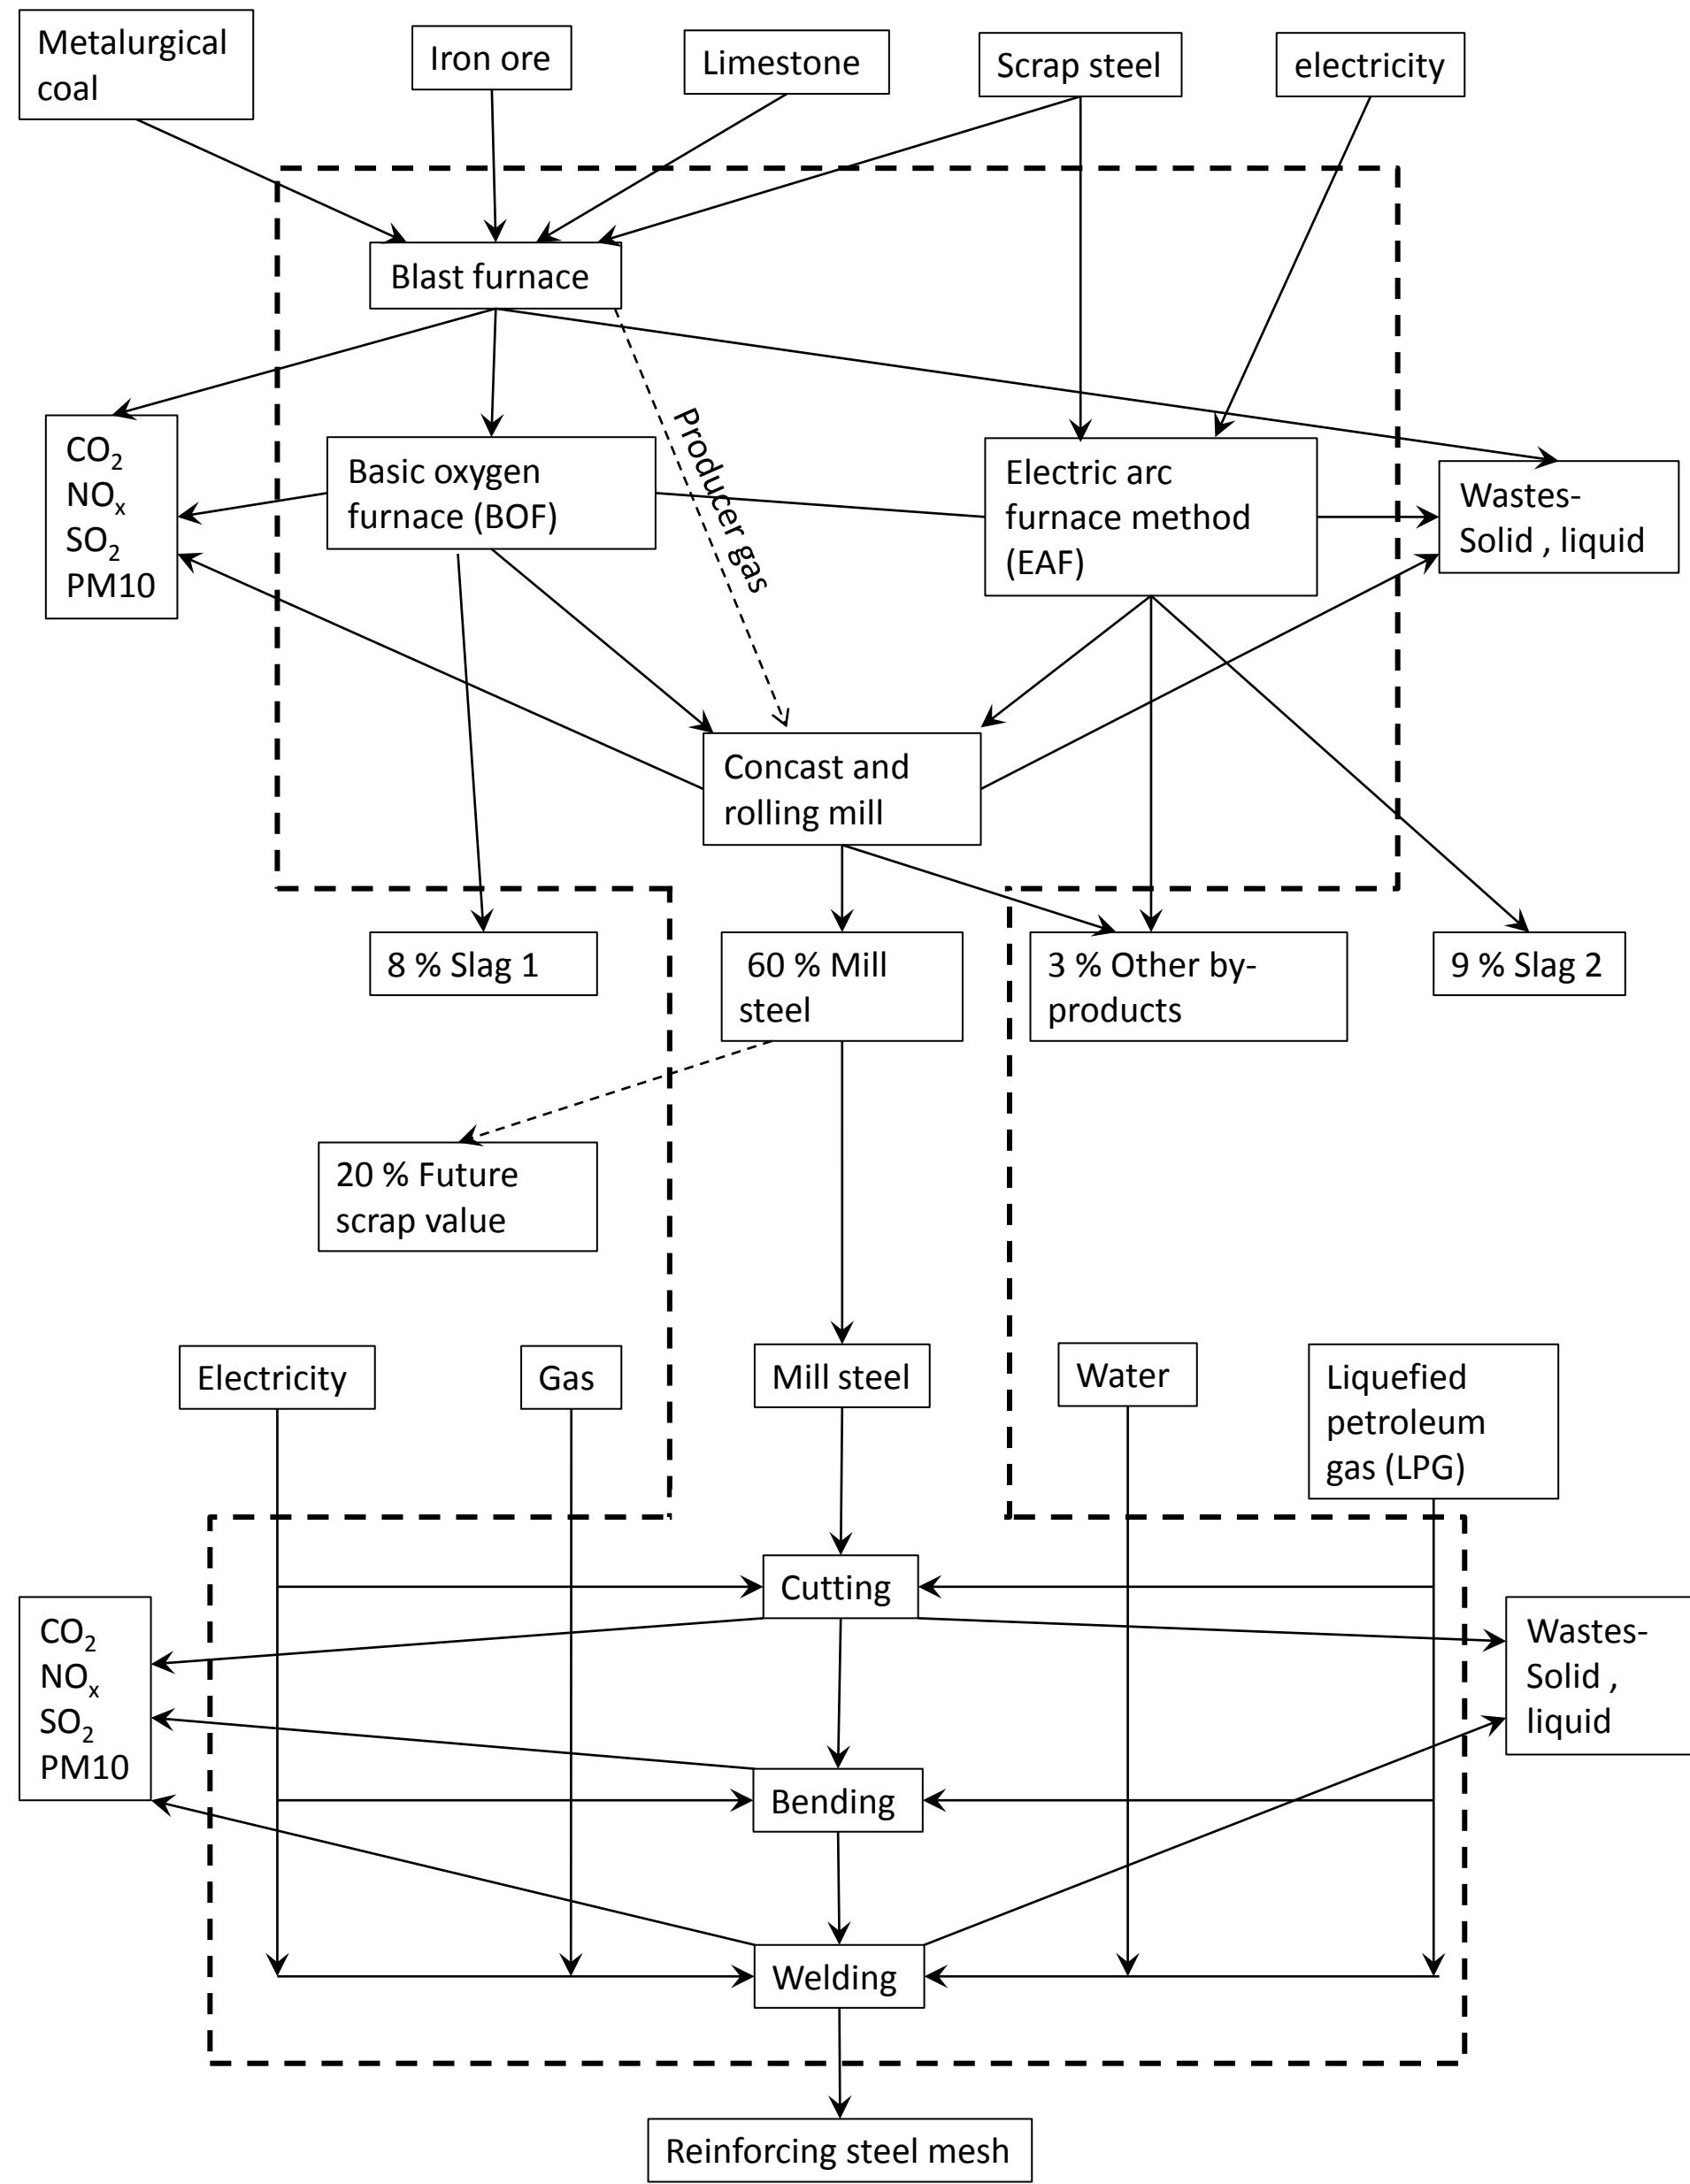 Metalurgical
coal
Iron ore
Limestone
Scrap steel
electricity
Blast furnace
Producer gas
CO₂
NOₓ
SO₂
PM10
Basic oxygen
furnace (BOF)
Electric arc
furnace method
(EAF)
Wastes-
Solid , liquid
Concast and
rolling mill
8 % Slag 1
60 % Mill
steel
3 % Other by-
products
9 % Slag 2
20 % Future
scrap value
Electricity
Gas
Mill steel
Water
Liquefied
petroleum
gas (LPG)
Cutting
CO₂
NOₓ
SO₂
PM10
Wastes-
Solid ,
liquid
Bending
Welding
Reinforcing steel mesh